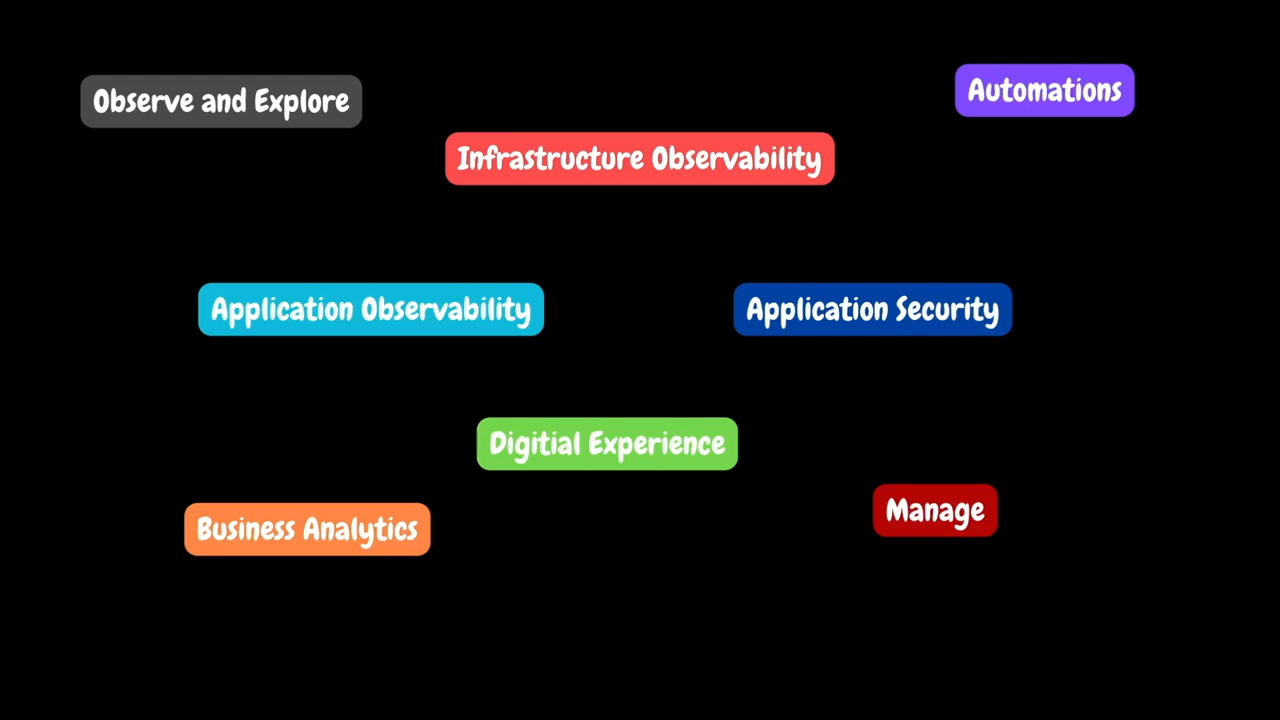 Observe and Explore
Automations
Infrastructure Observability
Application Observability
Application Security
Digitial Experience
Business Analytics
Manage